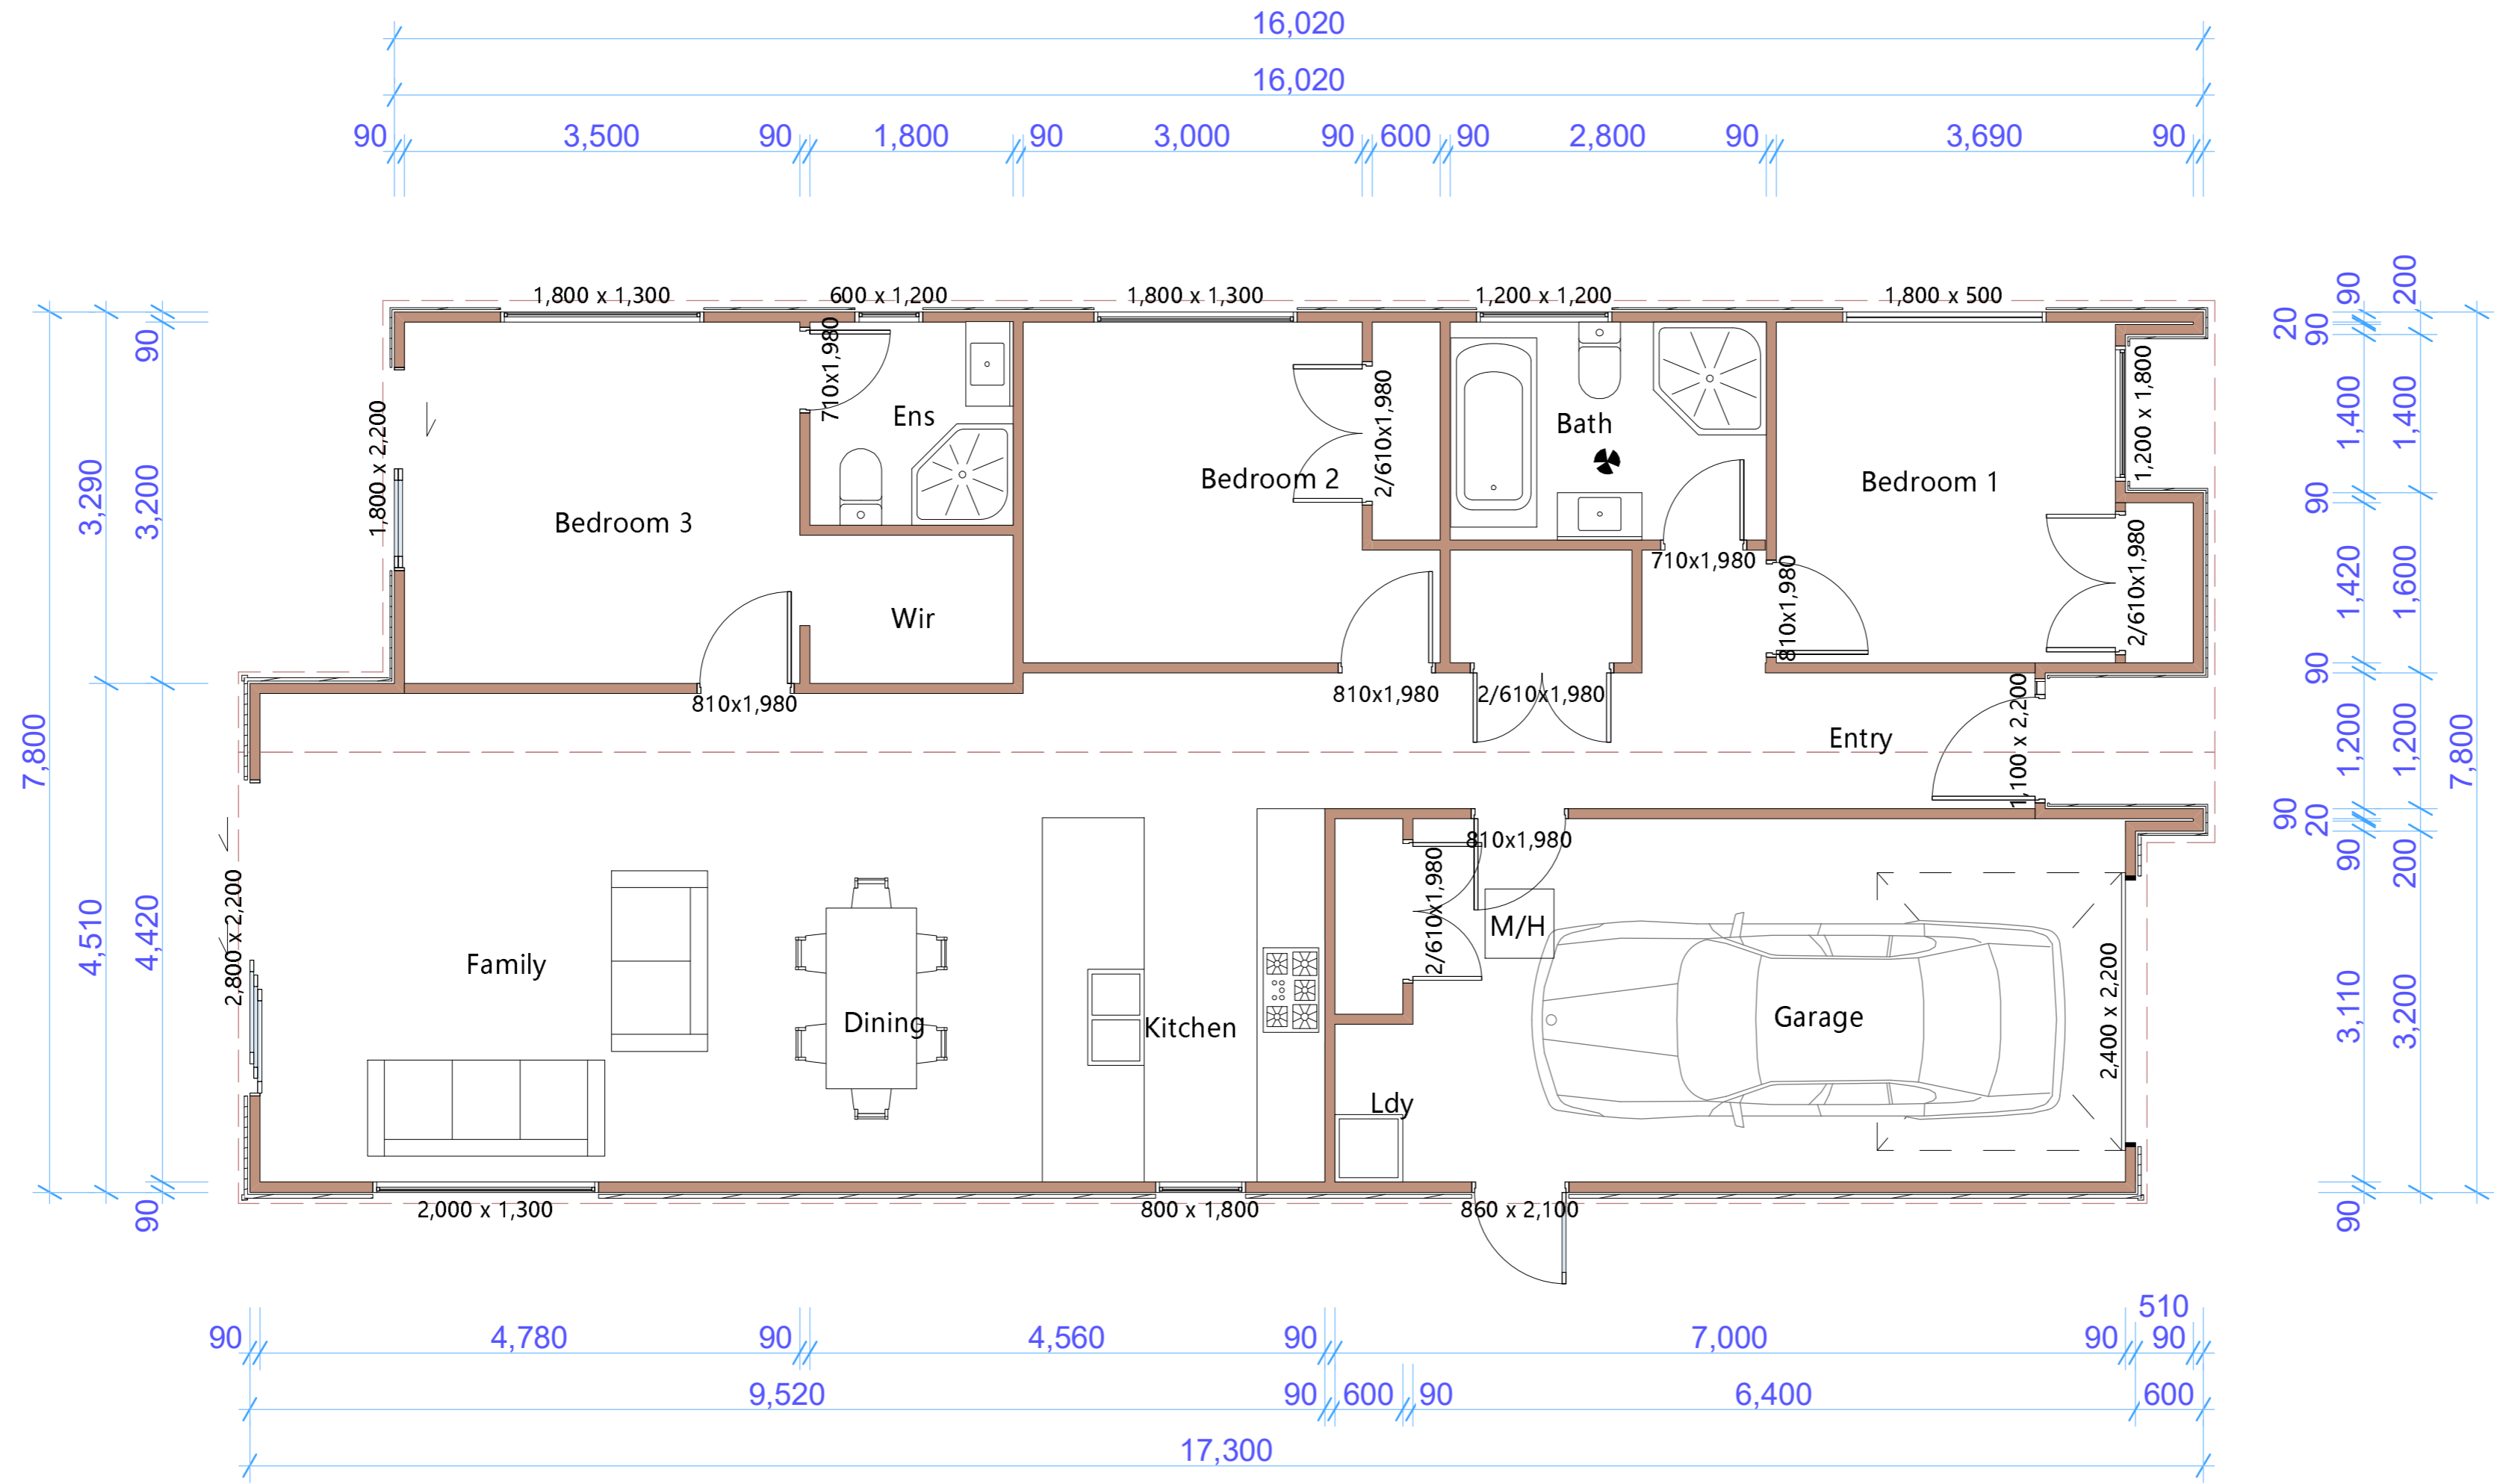 16,020
16,020
90 3,500 90 1,800 90 3,000 90 600 90 2,800 90 3,690 90
1,800 x 1,300
600 x 1,200
1,800 x 1,300
1,200 x 1,200
1,800 x 500
90
200
20
90
90
710x1,980
2/610x1,980
1,200 x 1,800
1,400
1,400
1,800 x 2,200
Ens
Bath
3,290
3,200
Bedroom 3
Bedroom 2
Bedroom 1
90
2/610x1,980
710x1,980
810x1,980
1,420
1,600
Wir
90
810x1,980
810x1,980
2/610x1,980
1,100 x 2,200
7,800
Entry
1,200
1,200
7,800
90
20
90
200
810x1,980
2/610x1,980
M/H
2,800 x 2,200
4,510
4,420
Family
Dining
Kitchen
Garage
2,400 x 2,200
3,110
3,200
Ldy
90
2,000 x 1,300
800 x 1,800
860 x 2,100
90
510
90 4,780 90 4,560 90 7,000 90 90
9,520 90 600 90 6,400 600
17,300